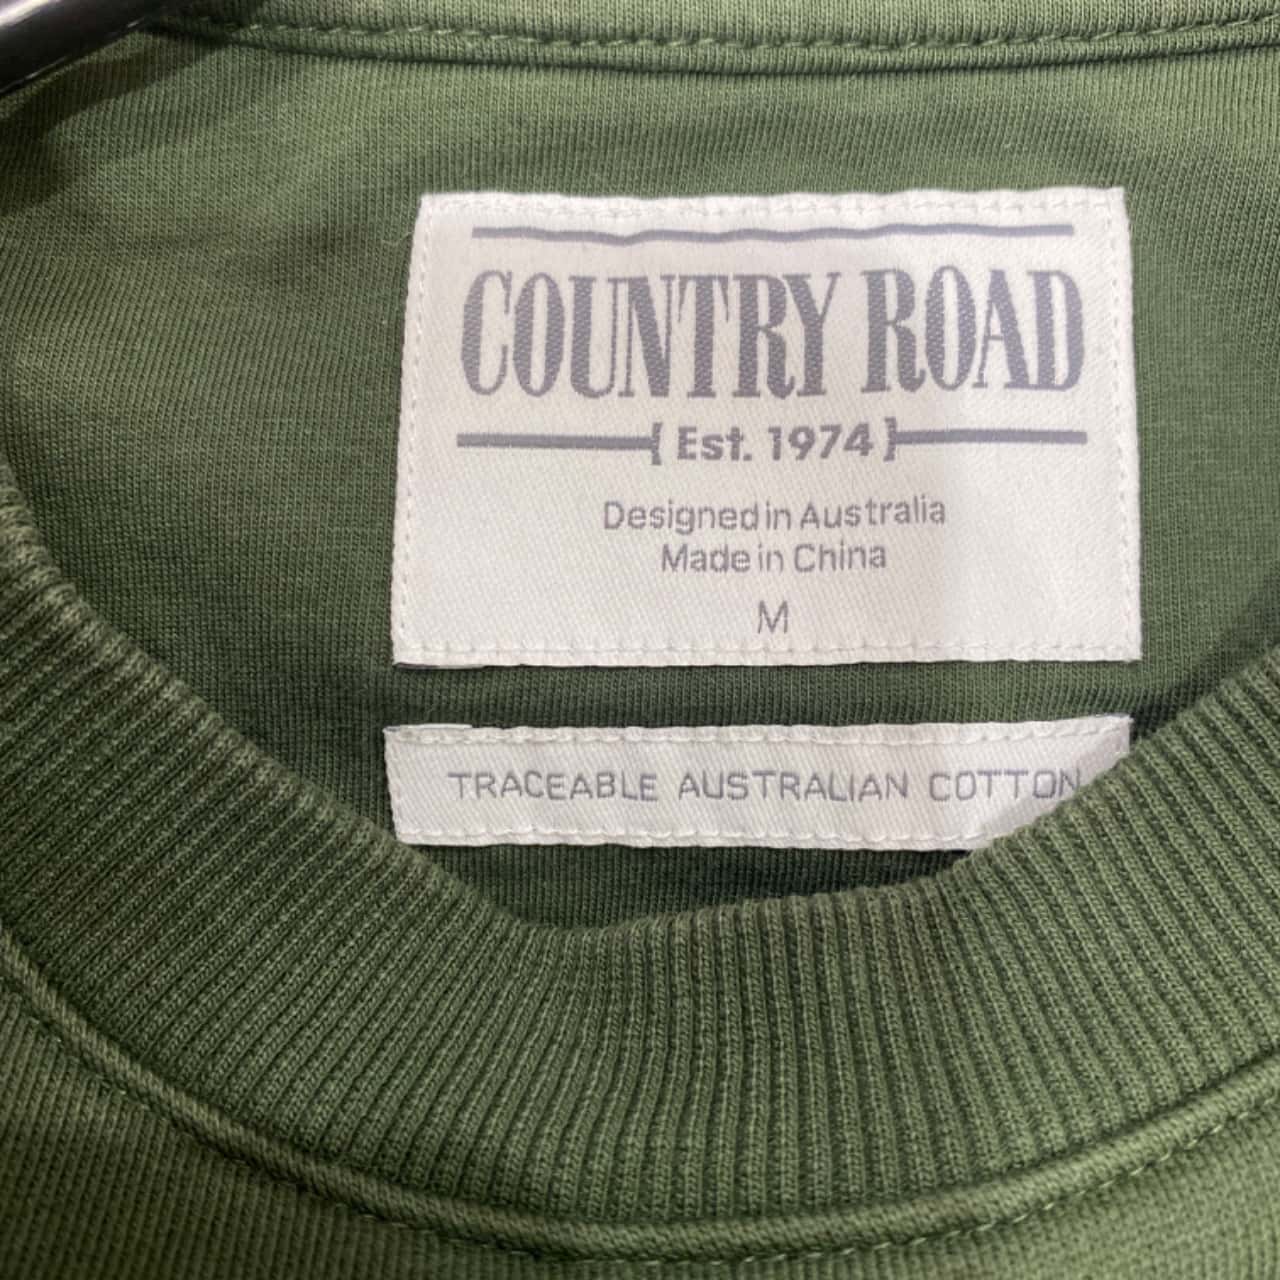 COUNTRY ROAD
{ Est. 1974 }
Designed in Australia
Made in China
M
TRACEABLE AUSTRALIAN COTTON